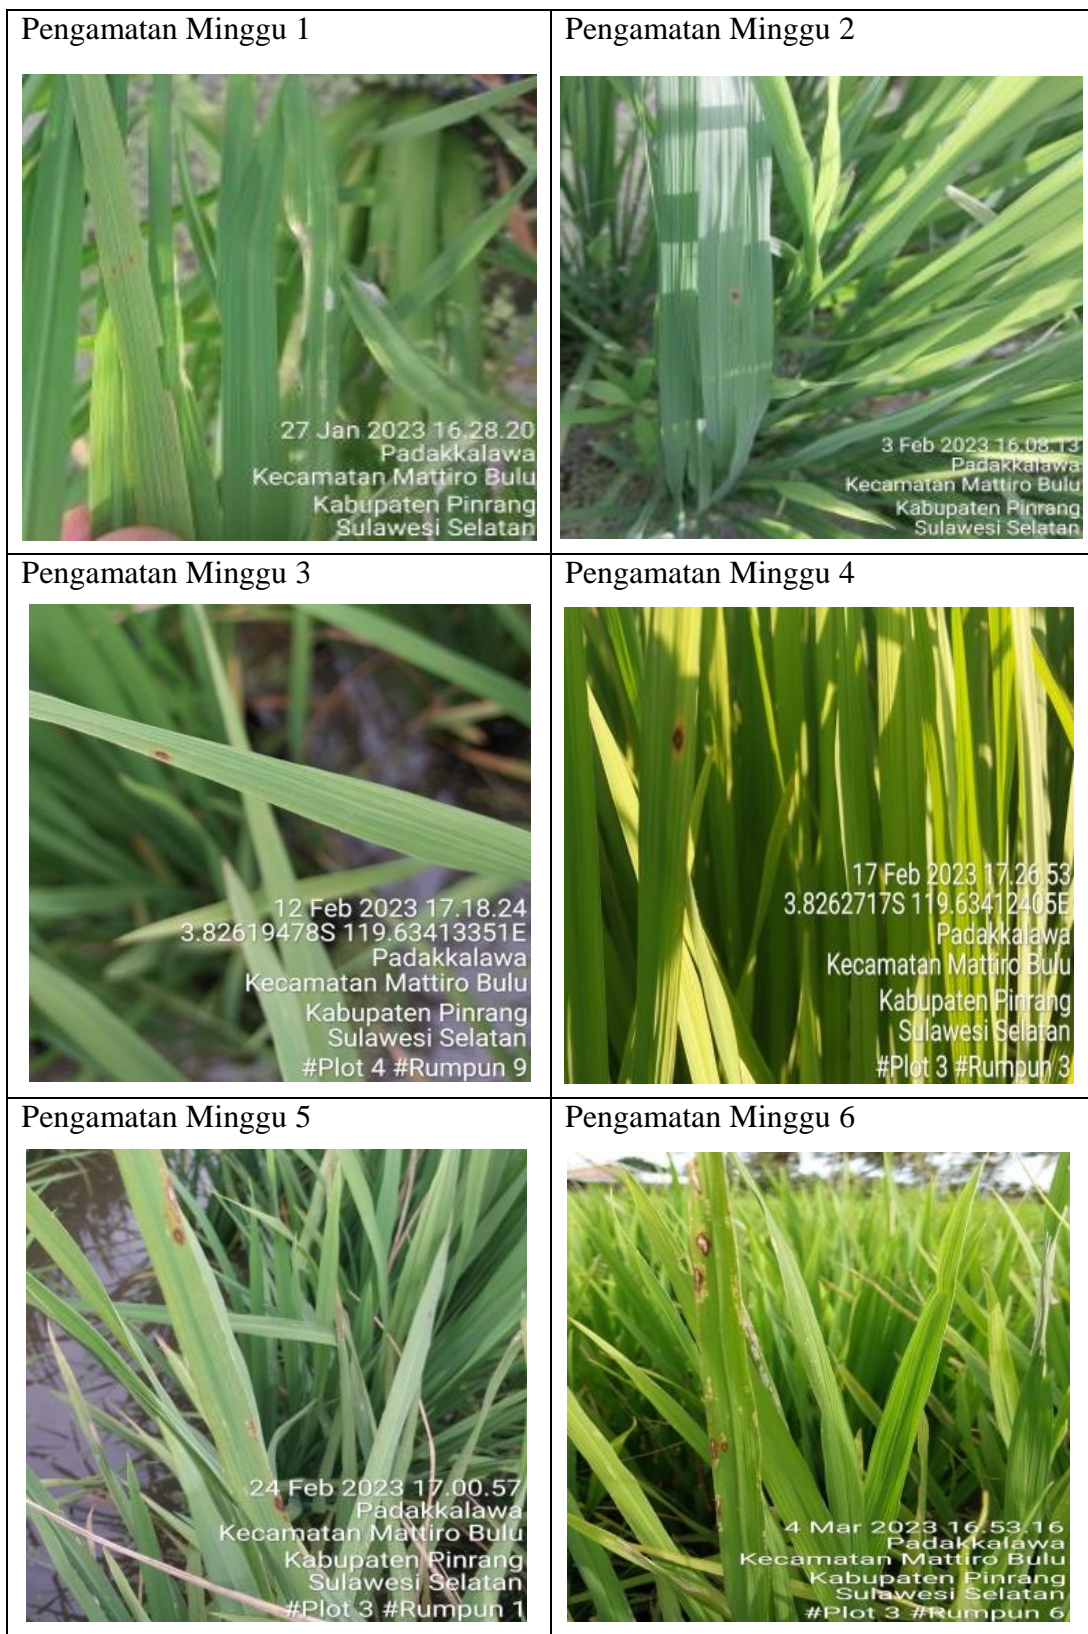 Pengamatan Minggu 1
Pengamatan Minggu 2
27 Jan 2023 16.28.20
Padakkalawa
Kecamatan Mattiro Bulu
Kabupaten Pinrang
Sulawesi Selatan
3 Feb 2023 16.08.13
Padakkalawa
Kecamatan Mattiro Bulu
Kabupaten Pinrang
Sulawesi Selatan
Pengamatan Minggu 3
Pengamatan Minggu 4
12 Feb 2023 17.18.24
3.82619478S 119.63413351E
Padakkalawa
Kecamatan Mattiro Bulu
Kabupaten Pinrang
Sulawesi Selatan
#Plot 4 #Rumpun 9
17 Feb 2023 17.26.53
3.8262717S 119.63412405E
Padakkalawa
Kecamatan Mattiro Bulu
Kabupaten Pinrang
Sulawesi Selatan
#Plot 3 #Rumpun 3
Pengamatan Minggu 5
Pengamatan Minggu 6
24 Feb 2023 17.00.57
Padakkalawa
Kecamatan Mattiro Bulu
Kabupaten Pinrang
Sulawesi Selatan
#Plot 3 #Rumpun 1
4 Mar 2023 16.53.16
Padakkalawa
Kecamatan Mattiro Bulu
Kabupaten Pinrang
Sulawesi Selatan
#Plot 3 #Rumpun 6